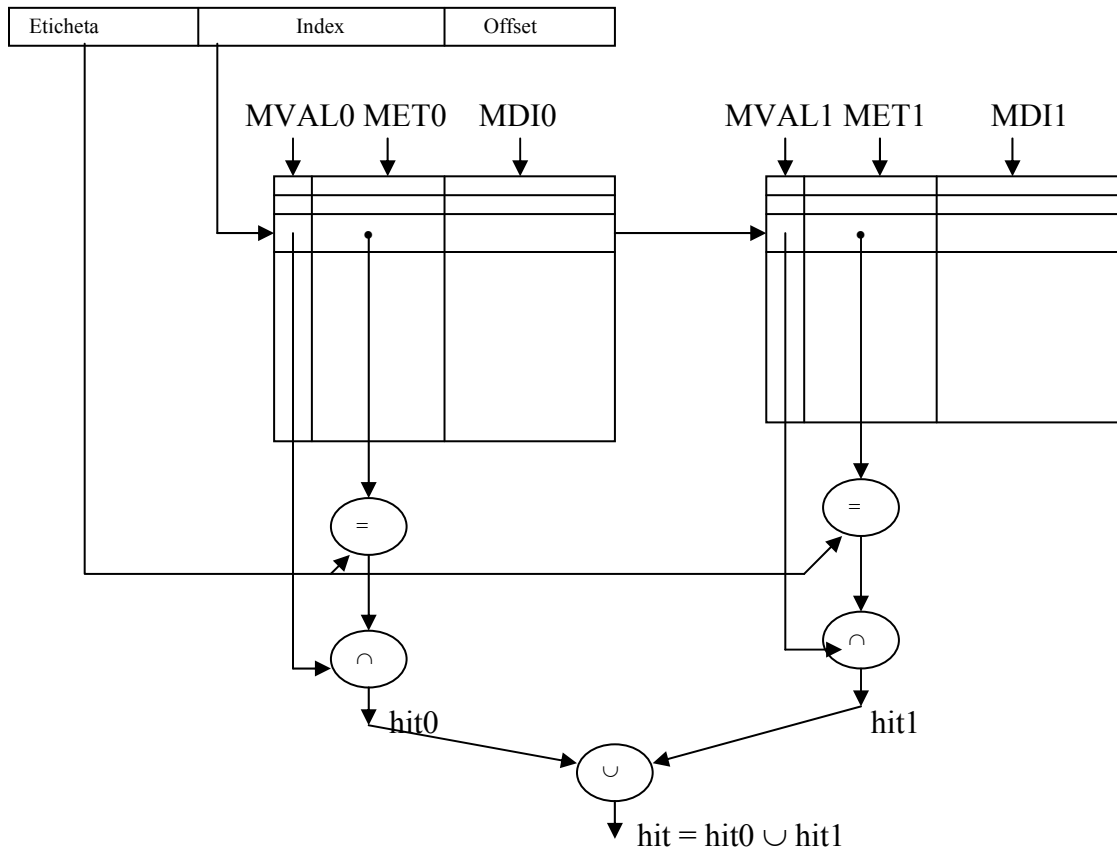 Eticheta Index Offset
MVAL0 MET0 MDI0 MVAL1 MET1 MDI1
= =
∩ ∩
hit0 hit1
∪
hit = hit0 ∪ hit1